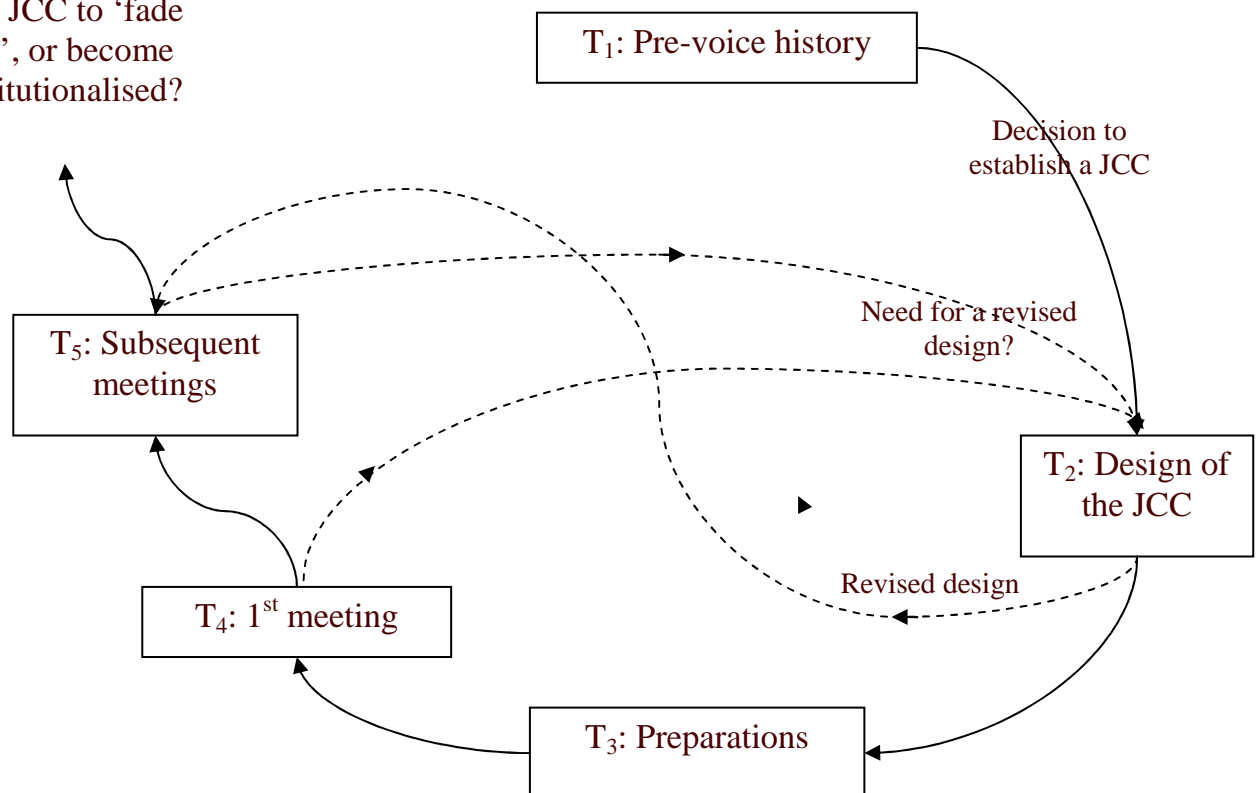 JCC to ‘fade
’, or become
itutionalised?
T₁: Pre-voice history
Decision to
establish a JCC
T₅: Subsequent
meetings
Need for a revised
design?
T₂: Design of
the JCC
Revised design
T₄: 1ˢᵗ meeting
T₃: Preparations